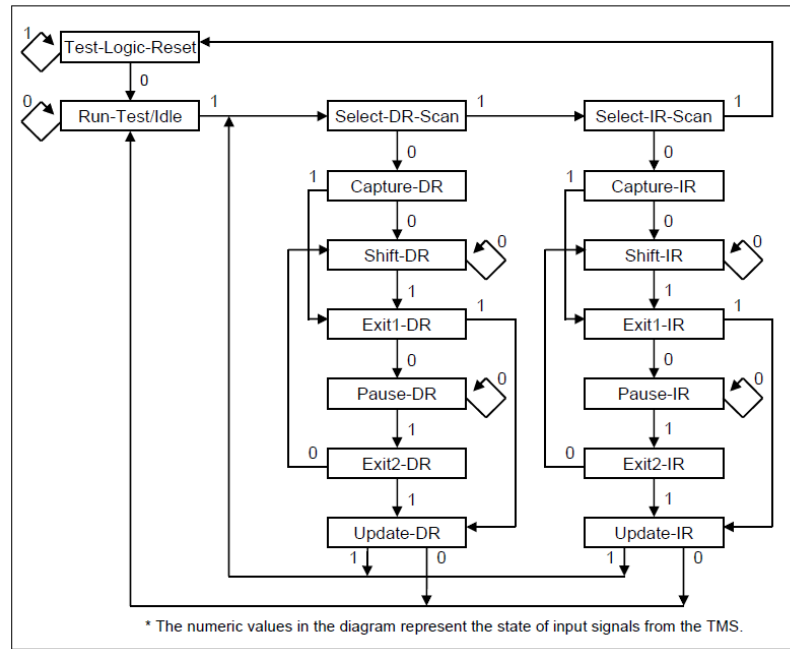 1
Test-Logic-Reset
0
0
Run-Test/Idle
1
Select-DR-Scan
1
Select-IR-Scan
1
0
0
1
Capture-DR
1
Capture-IR
0
0
Shift-DR
0
Shift-IR
0
1
1
Exit1-DR
1
Exit1-IR
1
0
0
Pause-DR
0
Pause-IR
0
1
1
0
Exit2-DR
0
Exit2-IR
1
1
Update-DR
Update-IR
1
0
1
0
* The numeric values in the diagram represent the state of input signals from the TMS.